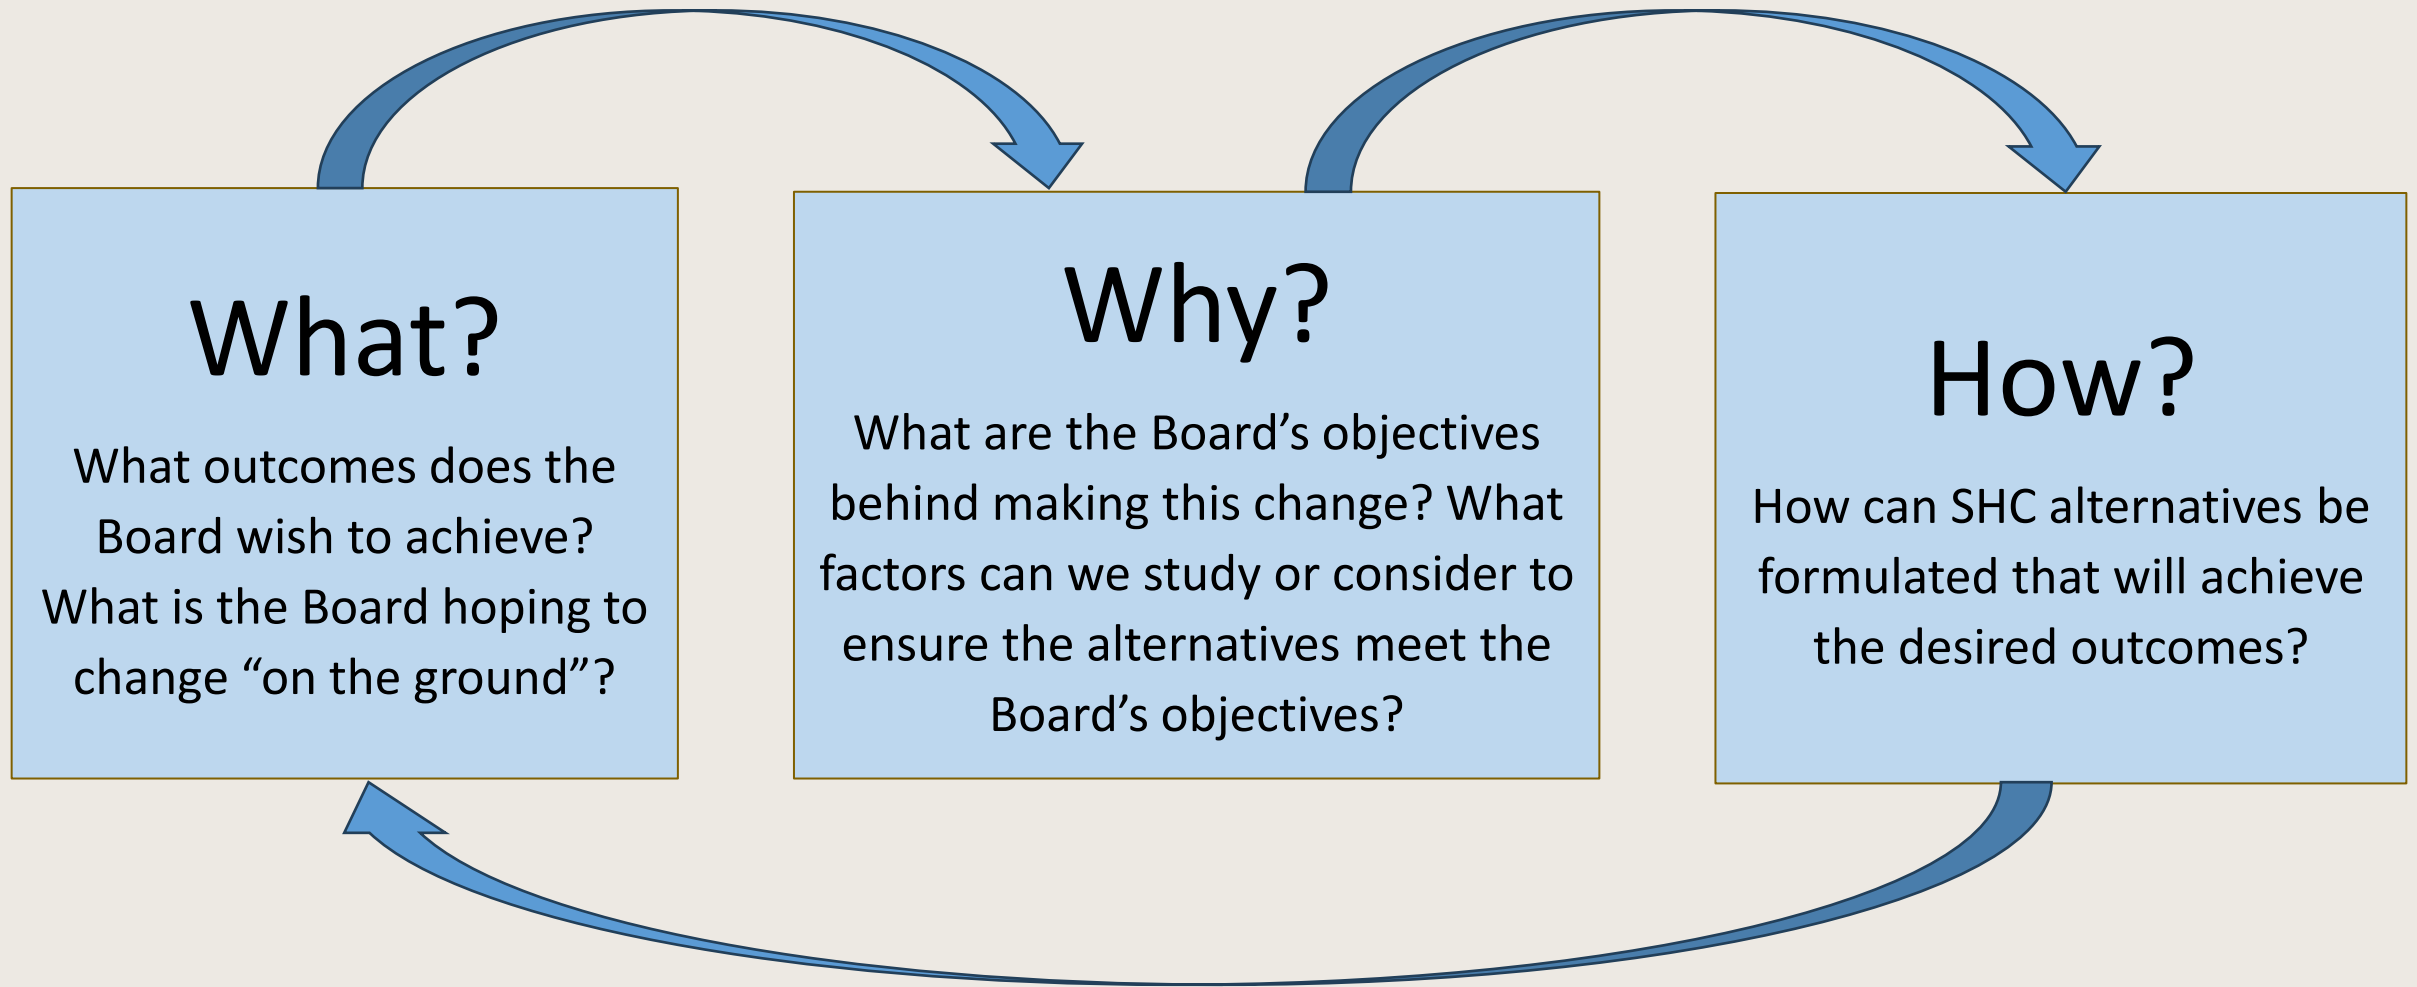 What?
What outcomes does the
Board wish to achieve?
What is the Board hoping to
change “on the ground”?
Why?
What are the Board’s objectives
behind making this change? What
factors can we study or consider to
ensure the alternatives meet the
Board’s objectives?
How?
How can SHC alternatives be
formulated that will achieve
the desired outcomes?